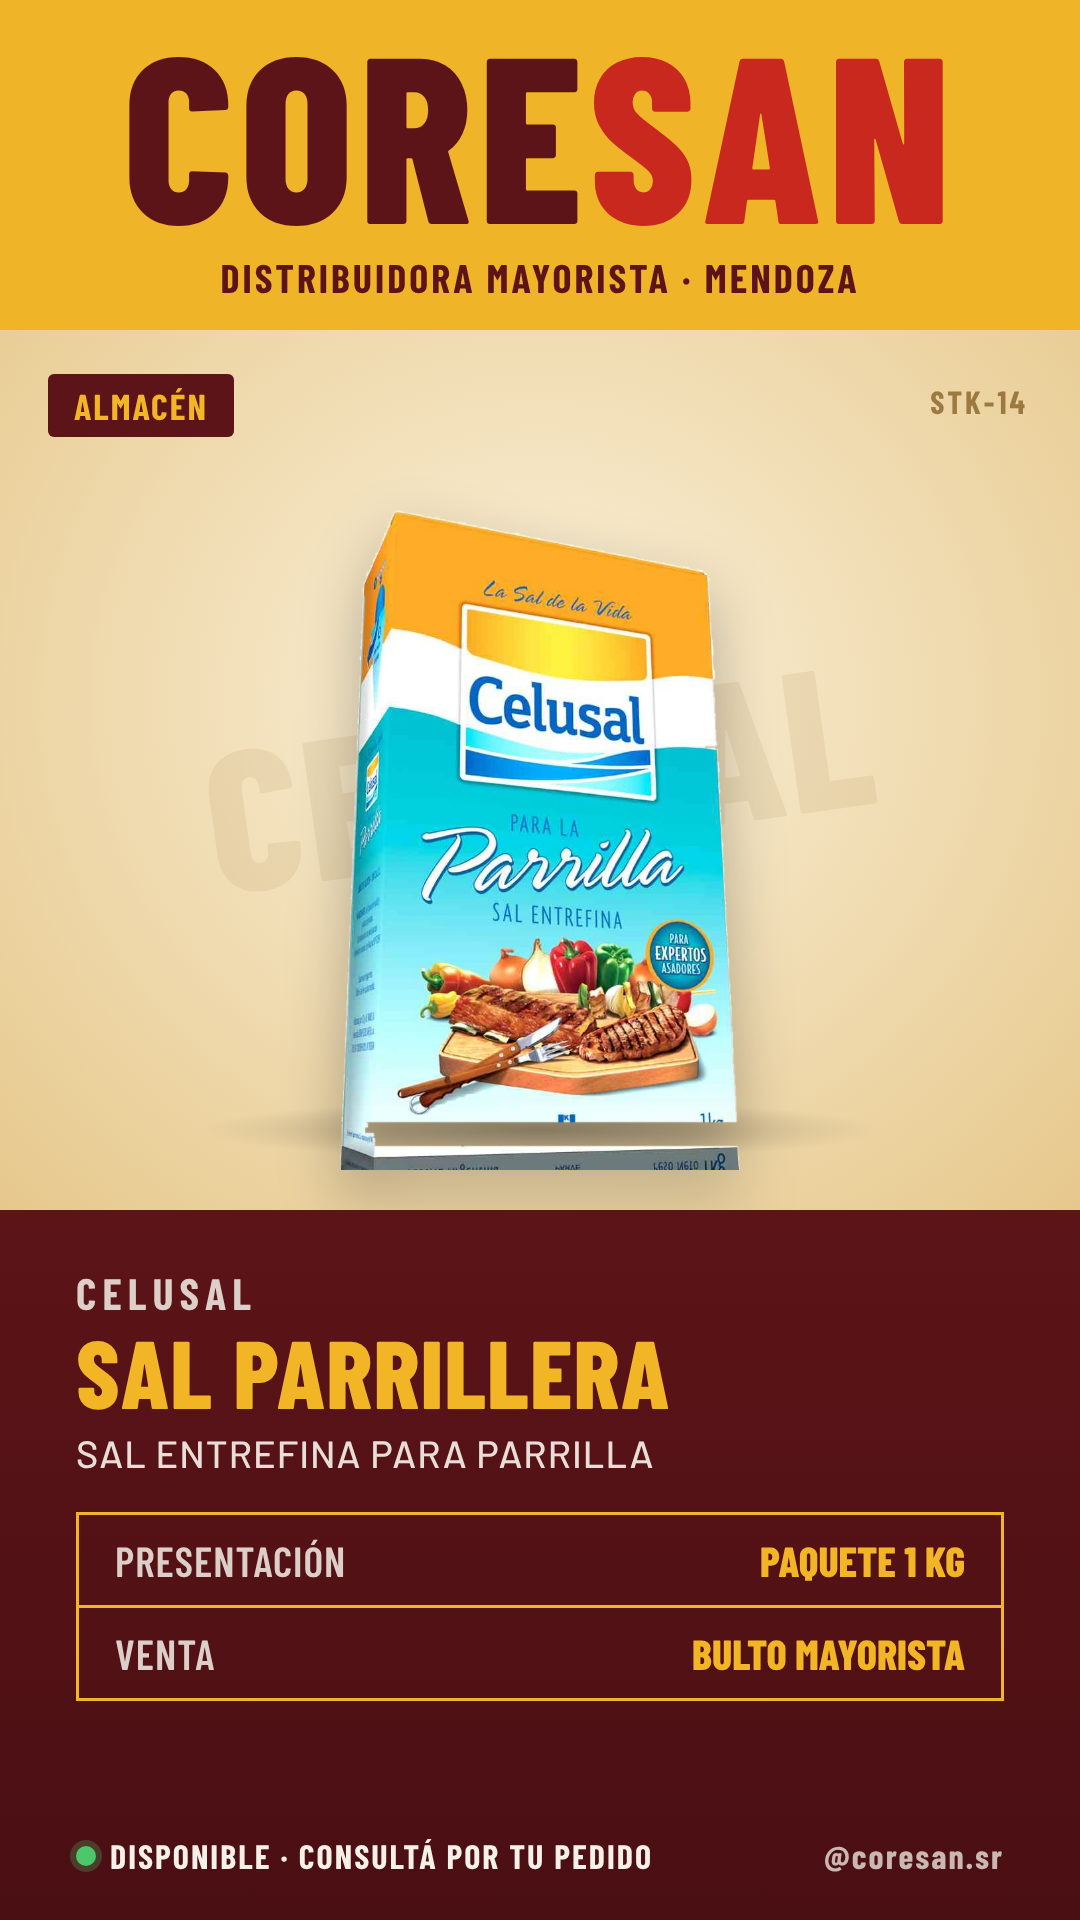 CORESAN
DISTRIBUIDORA MAYORISTA · MENDOZA
ALMACÉN
STK-14
La Sal de la Vida
Celusal
PARA LA
Parrilla
SAL ENTREFINA
PARA
EXPERTOS
ASADORES
1kg
CELUSAL
SAL PARRILLERA
SAL ENTREFINA PARA PARRILLA
PRESENTACIÓN PAQUETE 1 KG
VENTA BULTO MAYORISTA
DISPONIBLE · CONSULTÁ POR TU PEDIDO
@coresan.sr